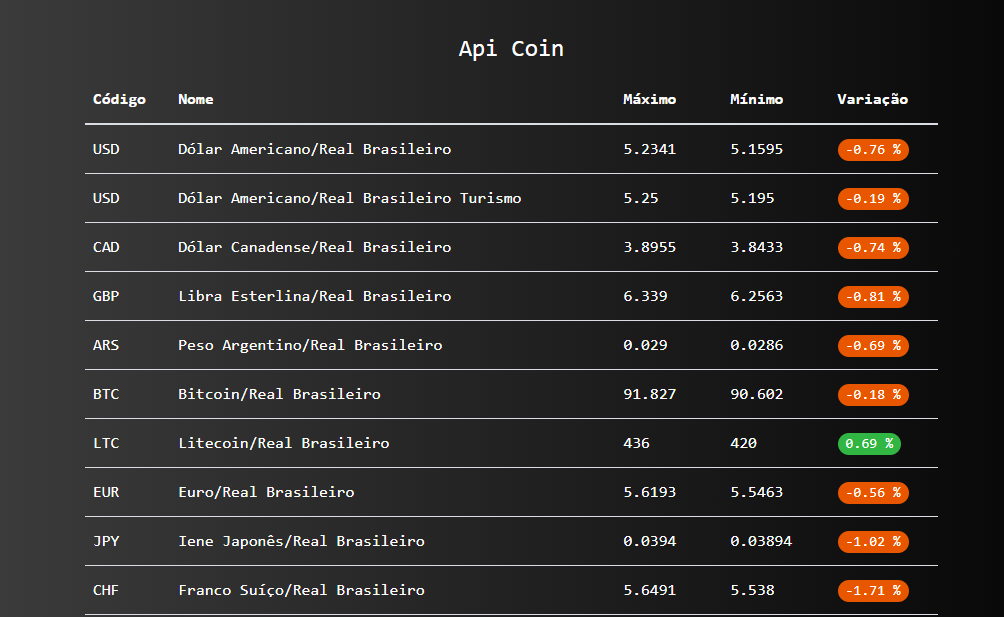 Api Coin
Código Nome Máximo Mínimo Variação
USD Dólar Americano/Real Brasileiro 5.2341 5.1595 -0.76 %
USD Dólar Americano/Real Brasileiro Turismo 5.25 5.195 -0.19 %
CAD Dólar Canadense/Real Brasileiro 3.8955 3.8433 -0.74 %
GBP Libra Esterlina/Real Brasileiro 6.339 6.2563 -0.81 %
ARS Peso Argentino/Real Brasileiro 0.029 0.0286 -0.69 %
BTC Bitcoin/Real Brasileiro 91.827 90.602 -0.18 %
LTC Litecoin/Real Brasileiro 436 420 0.69 %
EUR Euro/Real Brasileiro 5.6193 5.5463 -0.56 %
JPY Iene Japonês/Real Brasileiro 0.0394 0.03894 -1.02 %
CHF Franco Suíço/Real Brasileiro 5.6491 5.538 -1.71 %